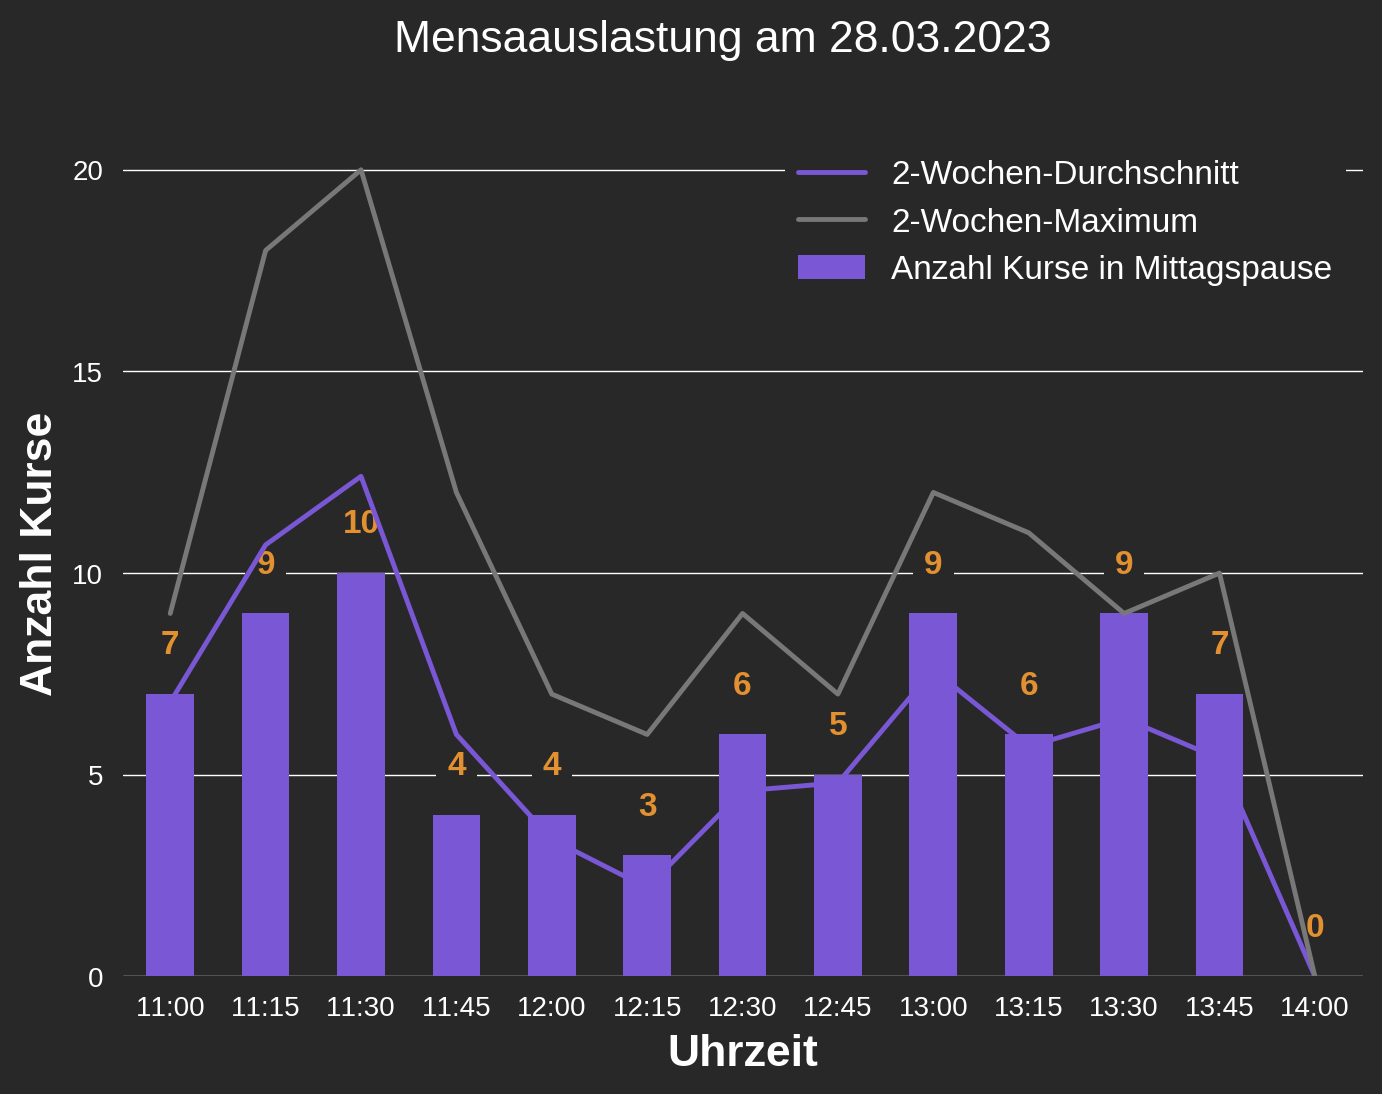 Mensaauslastung am 28.03.2023
2-Wochen-Durchschnitt
2-Wochen-Maximum
Anzahl Kurse in Mittagspause
Anzahl Kurse
20
15
10
5
0
7
9
10
4
4
3
6
5
9
6
9
7
0
11:00 11:15 11:30 11:45 12:00 12:15 12:30 12:45 13:00 13:15 13:30 13:45 14:00
Uhrzeit